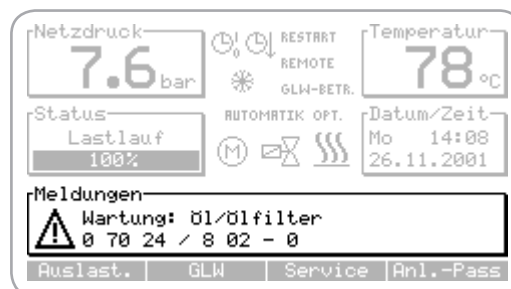 Netzdruck
7.6 bar
RESTART
REMOTE
GLW-BETR.
Temperatur
78 °C
Status
Lastlauf
100%
AUTOMATIK OPT.
M
Datum/Zeit
Mo 14:08
26.11.2001
Meldungen
Wartung: Öl/Ölfilter
0 70 24 / 8 02 - 0
Auslast. GLW Service Anl.-Pass